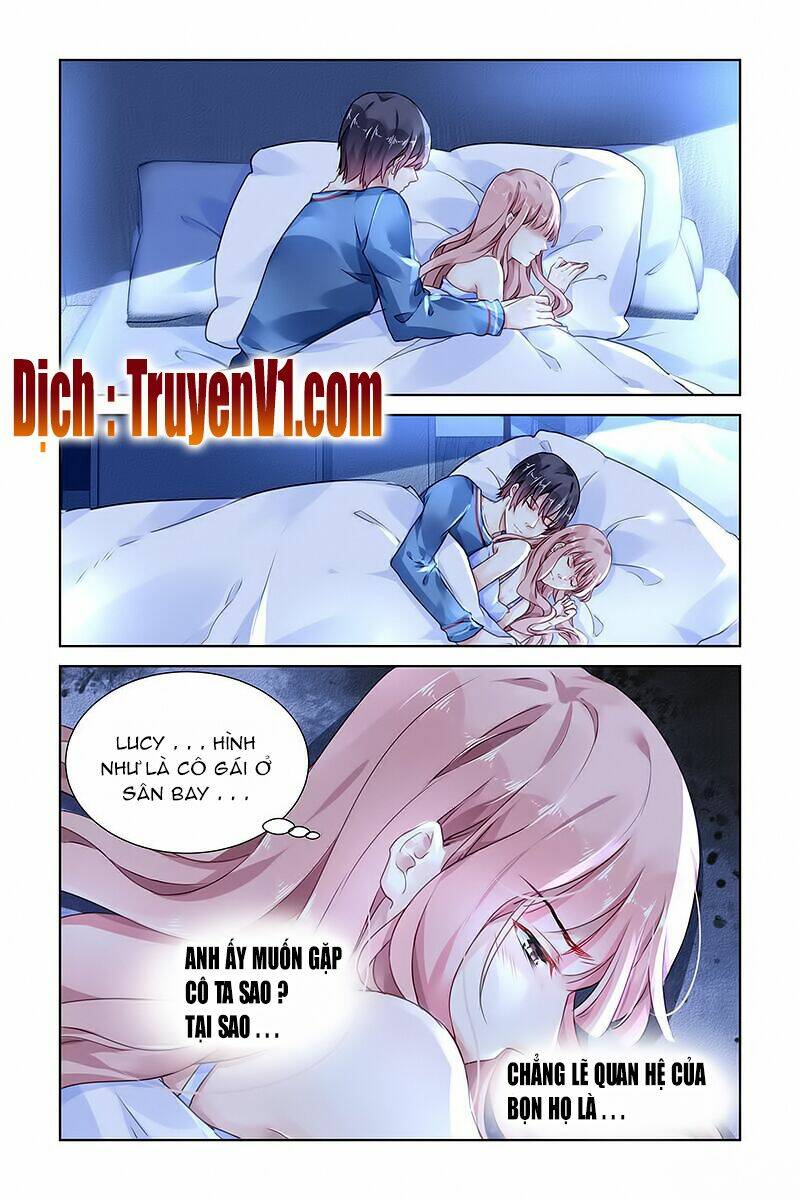 Dịch : TruyenV1.com
LUCY . . . HÌNH
NHƯ LÀ CÔ GÁI Ở
SÂN BAY . . .
ANH ẤY MUỐN GẶP
CÔ TA SAO ?
TẠI SAO . . .
CHẲNG LẼ QUAN HỆ CỦA
BỌN HỌ LÀ . . .